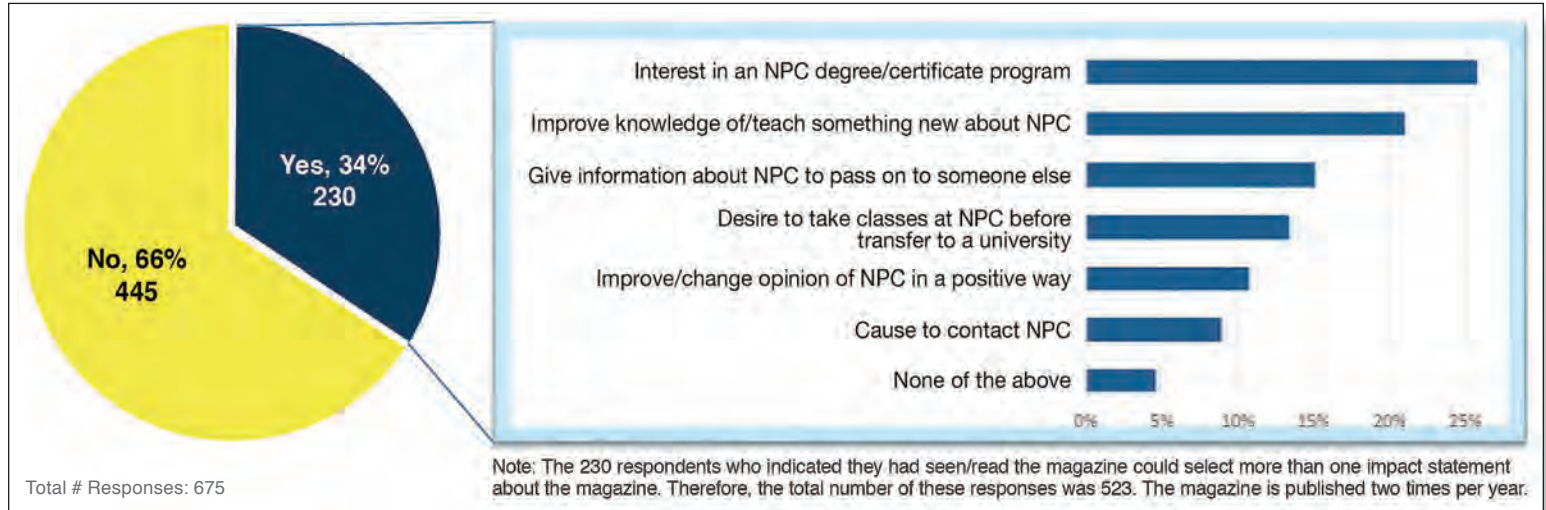 Yes, 34%
230
No, 66%
445
Total # Responses: 675
Interest in an NPC degree/certificate program
Improve knowledge of/teach something new about NPC
Give information about NPC to pass on to someone else
Desire to take classes at NPC before
transfer to a university
Improve/change opinion of NPC in a positive way
Cause to contact NPC
None of the above
0% 5% 10% 15% 20% 25%
Note: The 230 respondents who indicated they had seen/read the magazine could select more than one impact statement
about the magazine. Therefore, the total number of these responses was 523. The magazine is published two times per year.